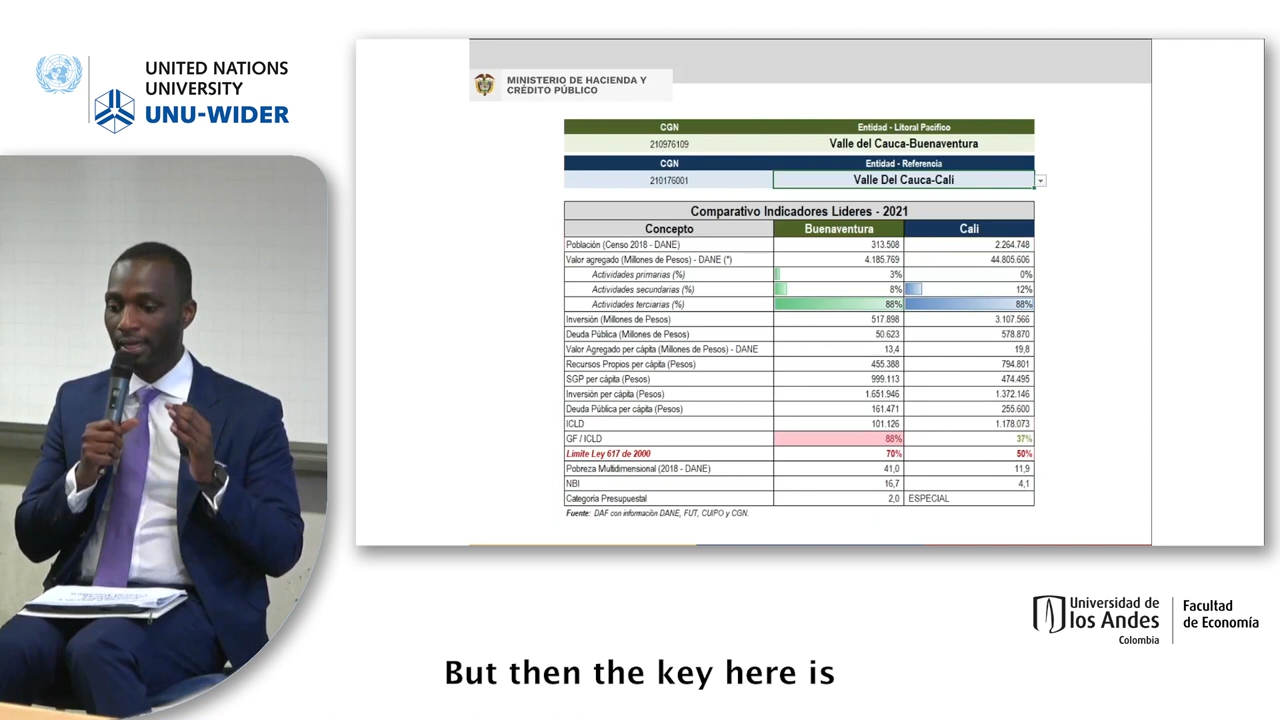 UNITED NATIONS
UNIVERSITY
UNU-WIDER
MINISTERIO DE HACIENDA Y
CRÉDITO PÚBLICO
CGN Entidad - Litoral Pacífico
210976109 Valle del Cauca-Buenaventura
CGN Entidad - Referencia
210176001 Valle Del Cauca-Cali
Comparativo Indicadores Líderes - 2021
Concepto Buenaventura Cali
Población (Censo 2018 - DANE) 313.508 2.264.748
Valor agregado (Millones de Pesos) - DANE (*) 4.185.769 44.805.606
Actividades primarias (%) 3% 0%
Actividades secundarias (%) 8% 12%
Actividades terciarias (%) 88% 88%
Inversión (Millones de Pesos) 517.898 3.107.566
Deuda Pública (Millones de Pesos) 50.623 578.870
Valor Agregado per cápita (Millones de Pesos) - DANE 13,4 19,8
Recursos Propios per cápita (Pesos) 455.388 794.801
SGP per cápita (Pesos) 999.113 474.495
Inversión per cápita (Pesos) 1.651.946 1.372.146
Deuda Pública per cápita (Pesos) 161.471 255.600
ICLD 101.126 1.178.073
GF / ICLD 88% 37%
Límite Ley 617 de 2000 70% 50%
Pobreza Multidimensional (2018 - DANE) 41,0 11,9
NBI 16,7 4,1
Categoría Presupuestal 2,0 ESPECIAL
Fuente: DAF con información DANE, FUT, CUIPO y CGN.
Universidad de
los Andes
Colombia
Facultad
de Economía
But then the key here is